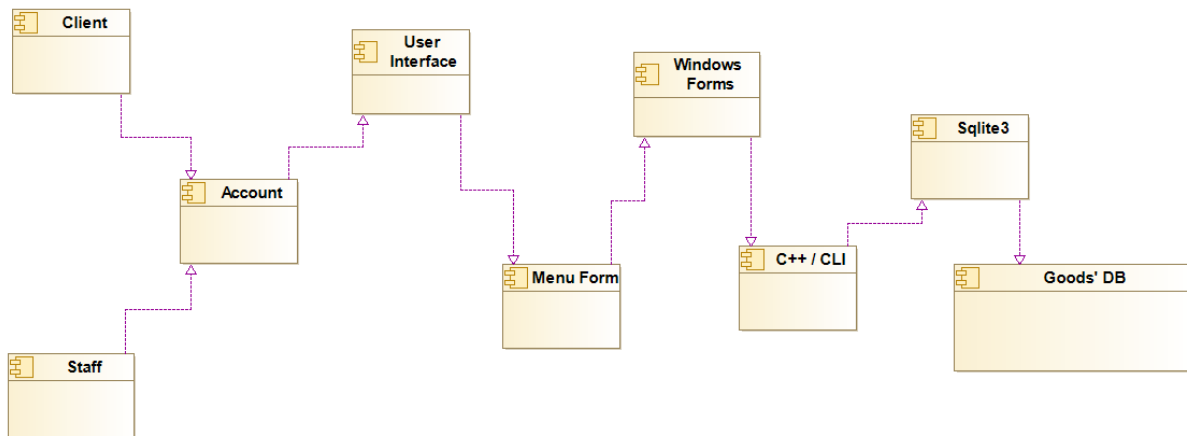 Client
User
Interface
Windows
Forms
Sqlite3
Account
C++ / CLI
Menu Form
Goods' DB
Staff